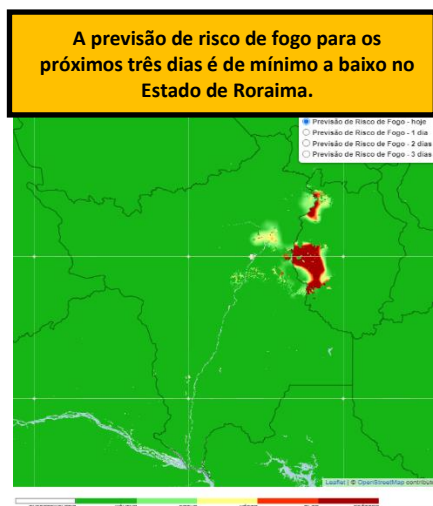 A previsão de risco de fogo para os
próximos três dias é de mínimo a baixo no
Estado de Roraima.
Previsão de Risco de Fogo - hoje
Previsão de Risco de Fogo - 1 dia
Previsão de Risco de Fogo - 2 dias
Previsão de Risco de Fogo - 3 dias
Leaflet | © OpenStreetMap contribu